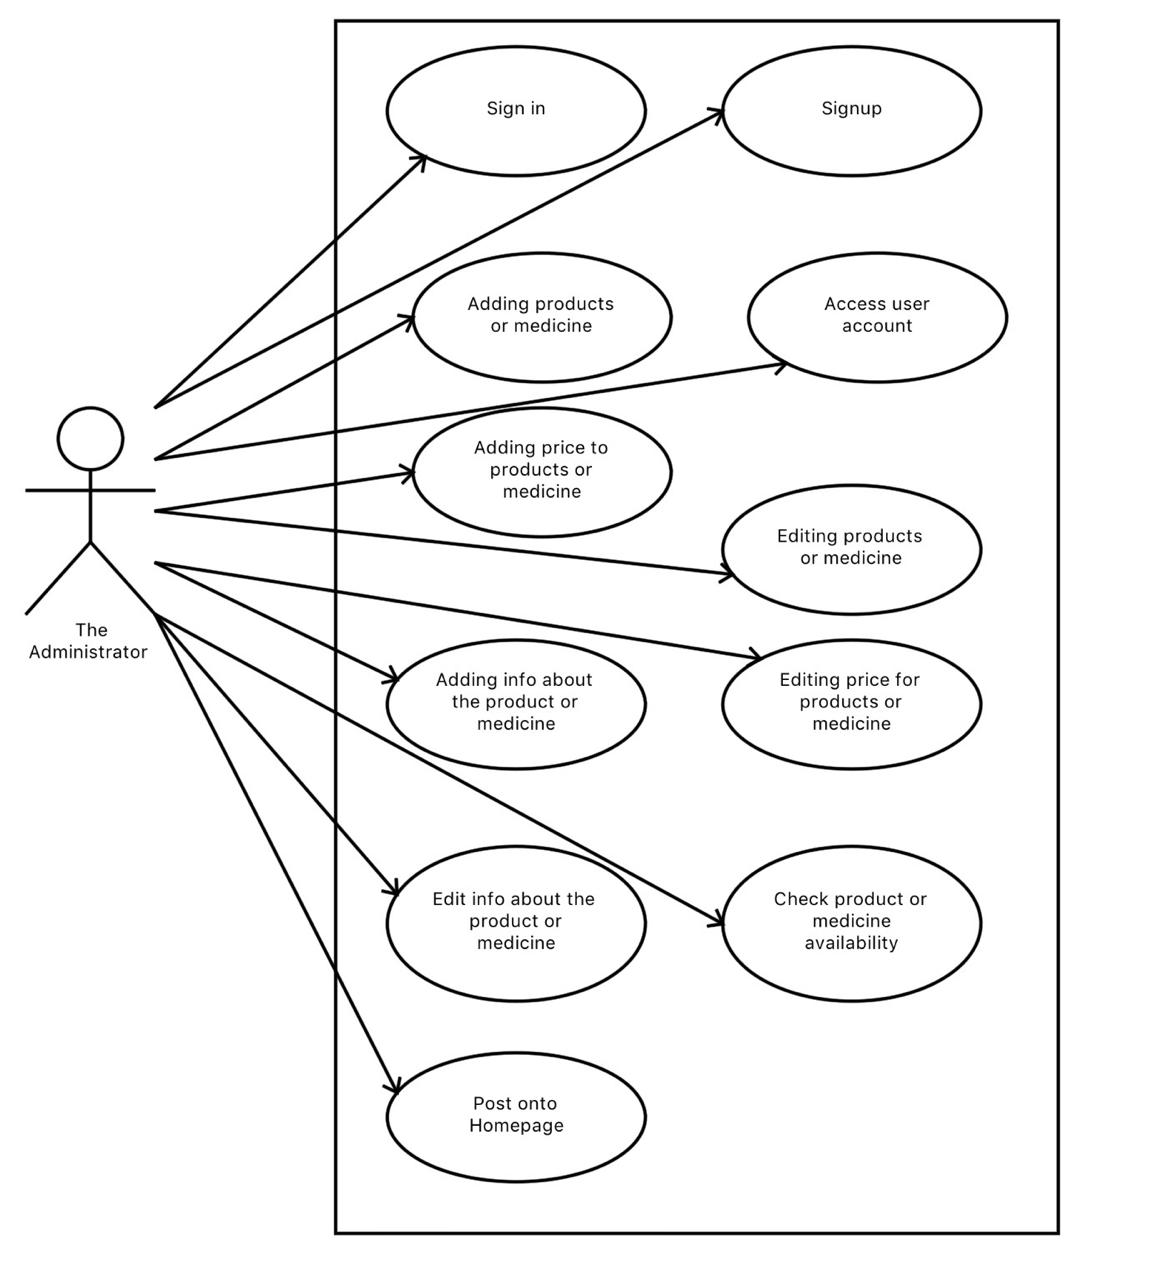 Sign in
Signup
Adding products
or medicine
Access user
account
Adding price to
products or
medicine
Editing products
or medicine
The
Administrator
Adding info about
the product or
medicine
Editing price for
products or
medicine
Edit info about the
product or
medicine
Check product or
medicine
availability
Post onto
Homepage